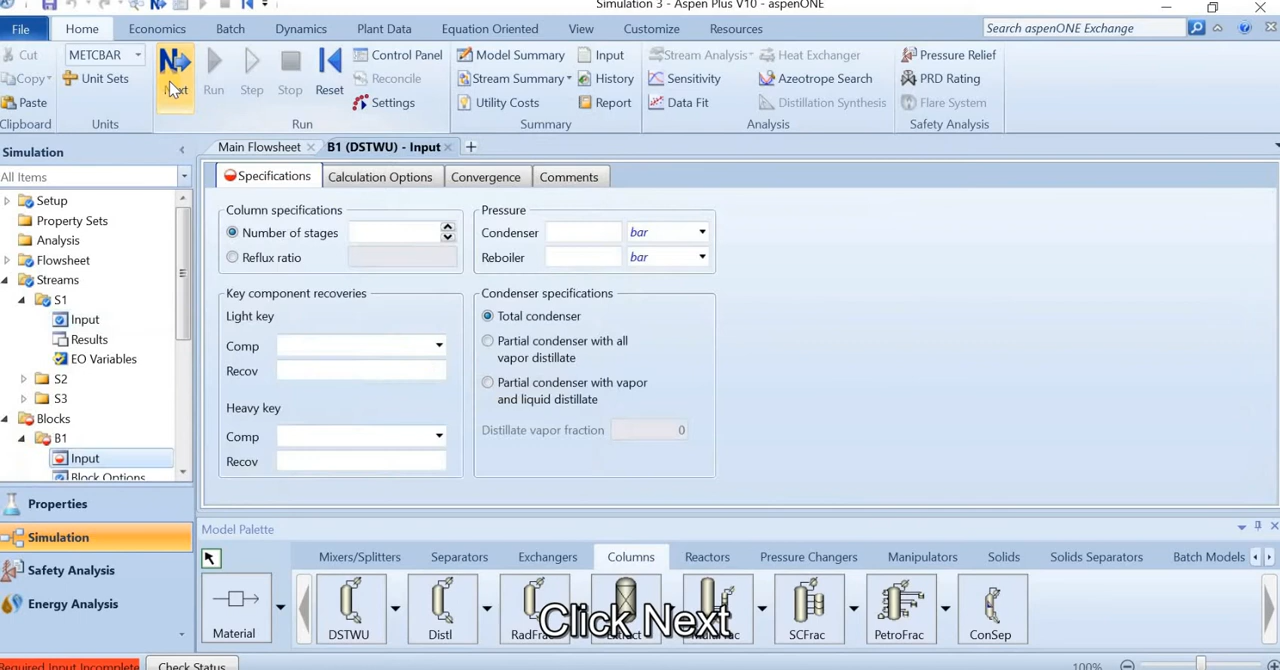 Simulation 3 - Aspen Plus V10 - aspenONE
File Home Economics Batch Dynamics Plant Data Equation Oriented View Customize Resources Search aspenONE Exchange
Cut METCBAR Next Run Step Stop Reset Control Panel Model Summary Input Stream Analysis Heat Exchanger Pressure Relief
Copy Unit Sets Reconcile Stream Summary History Sensitivity Azeotrope Search PRD Rating
Paste Settings Utility Costs Report Data Fit Distillation Synthesis Flare System
Clipboard Units Run Summary Analysis Safety Analysis
Simulation Main Flowsheet B1 (DSTWU) - Input
All Items
Setup
Property Sets
Analysis
Flowsheet
Streams
S1
Input
Results
EO Variables
S2
S3
Blocks
B1
Input
Block Options
Properties
Simulation
Safety Analysis
Energy Analysis
Specifications Calculation Options Convergence Comments
Column specifications
Number of stages
Reflux ratio
Pressure
Condenser bar
Reboiler bar
Key component recoveries
Light key
Comp
Recov
Heavy key
Comp
Recov
Condenser specifications
Total condenser
Partial condenser with all
vapor distillate
Partial condenser with vapor
and liquid distillate
Distillate vapor fraction 0
Model Palette
Mixers/Splitters Separators Exchangers Columns Reactors Pressure Changers Manipulators Solids Solids Separators Batch Models
Material DSTWU Distl SCFrac PetroFrac ConSep
Click Next
Required Input Incomplete Check Status 100%